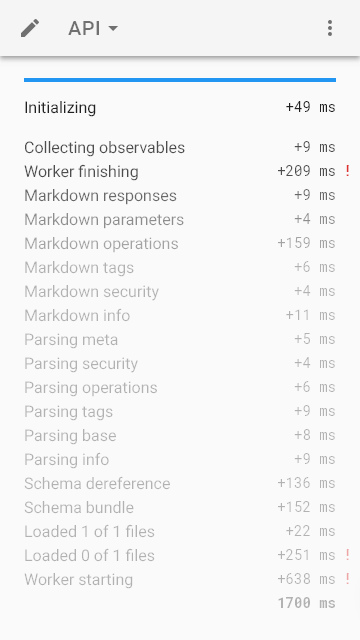 API
Initializing +49 ms
Collecting observables +9 ms
Worker finishing +209 ms !
Markdown responses +9 ms
Markdown parameters +4 ms
Markdown operations +159 ms
Markdown tags +6 ms
Markdown security +4 ms
Markdown info +11 ms
Parsing meta +5 ms
Parsing security +4 ms
Parsing operations +6 ms
Parsing tags +9 ms
Parsing base +8 ms
Parsing info +9 ms
Schema dereference +136 ms
Schema bundle +152 ms
Loaded 1 of 1 files +22 ms
Loaded 0 of 1 files +251 ms !
Worker starting +638 ms !
1700 ms